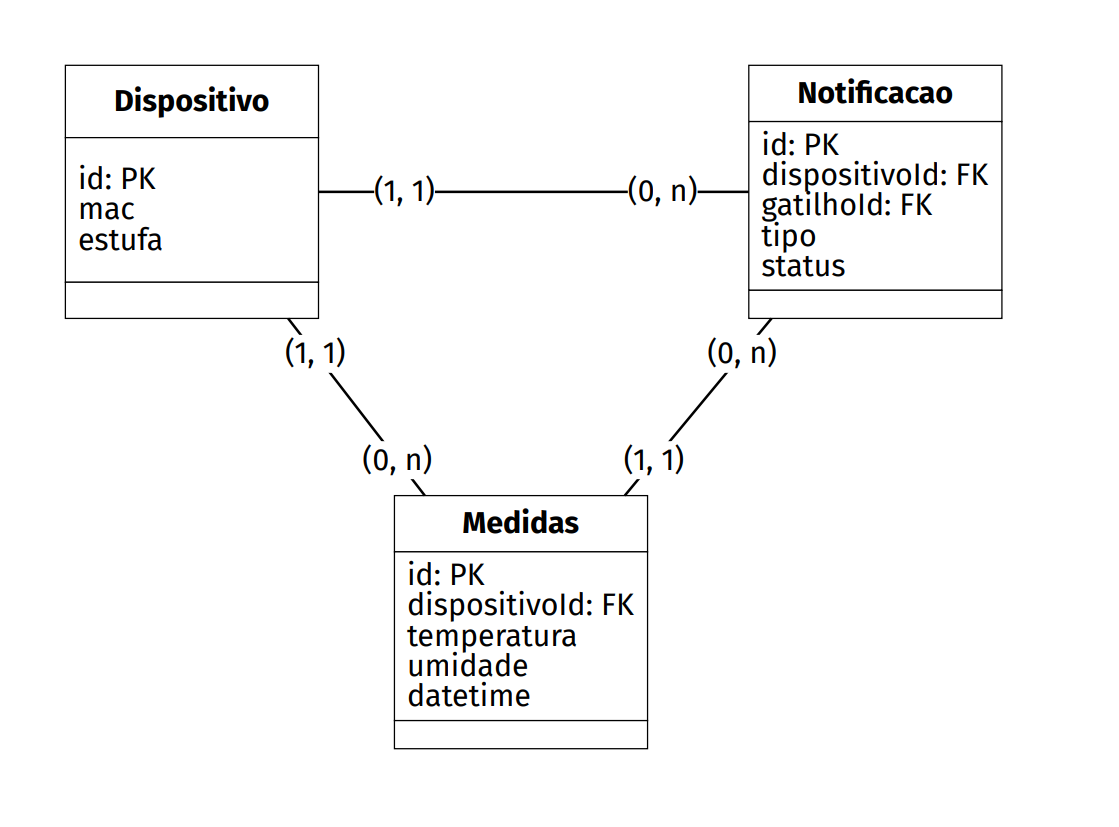 Dispositivo
id: PK
mac
estufa
(1, 1)
(0, n)
Notificacao
id: PK
dispositivoId: FK
gatilhoId: FK
tipo
status
(1, 1)
(0, n)
(0, n)
(1, 1)
Medidas
id: PK
dispositivoId: FK
temperatura
umidade
datetime